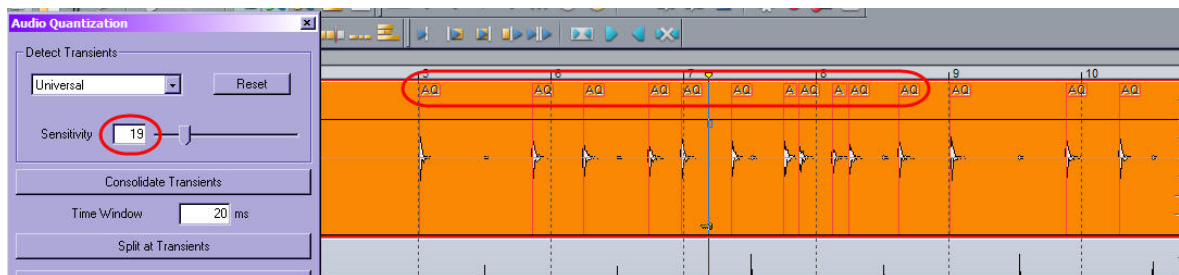 Audio Quantization
Detect Transients
Universal
Reset
Sensitivity 19
Consolidate Transients
Time Window 20 ms
Split at Transients
5 6 7 8 9 10
AQ AQ AQ AQ AQ AQ A AQ A AQ AQ AQ AQ AQ